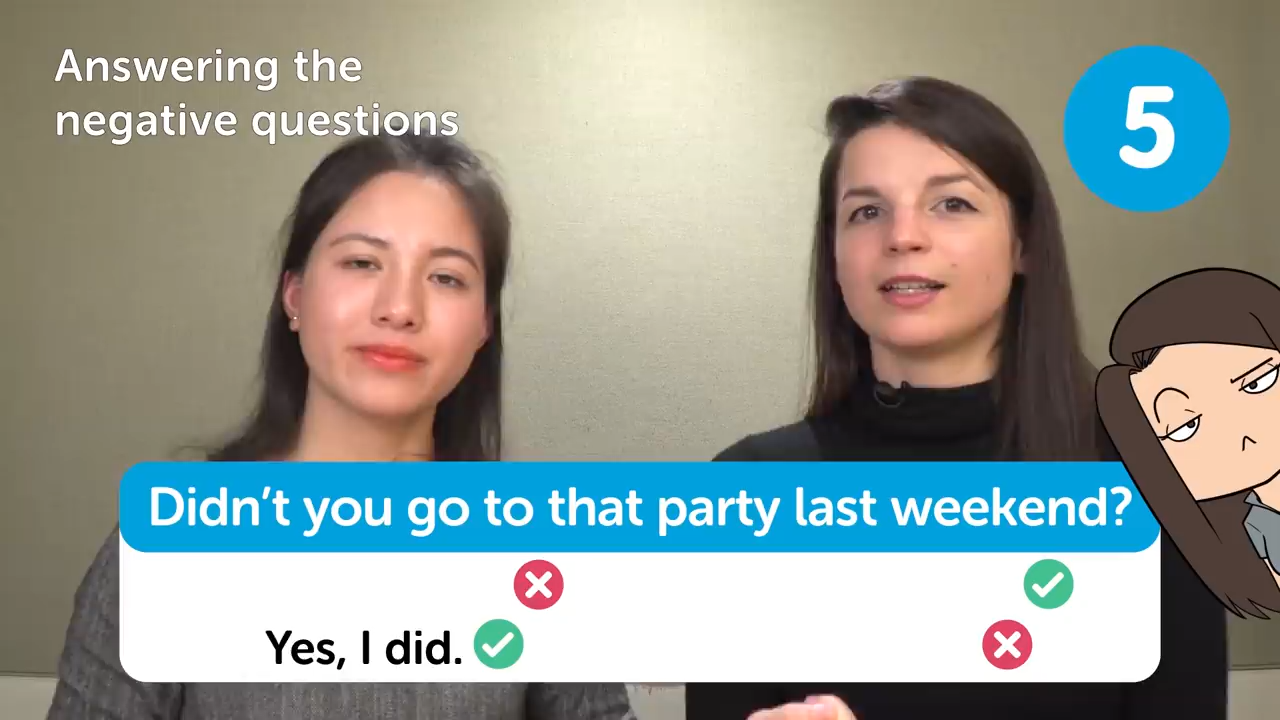 Answering the
negative questions
5
Didn't you go to that party last weekend?
Yes, I did.